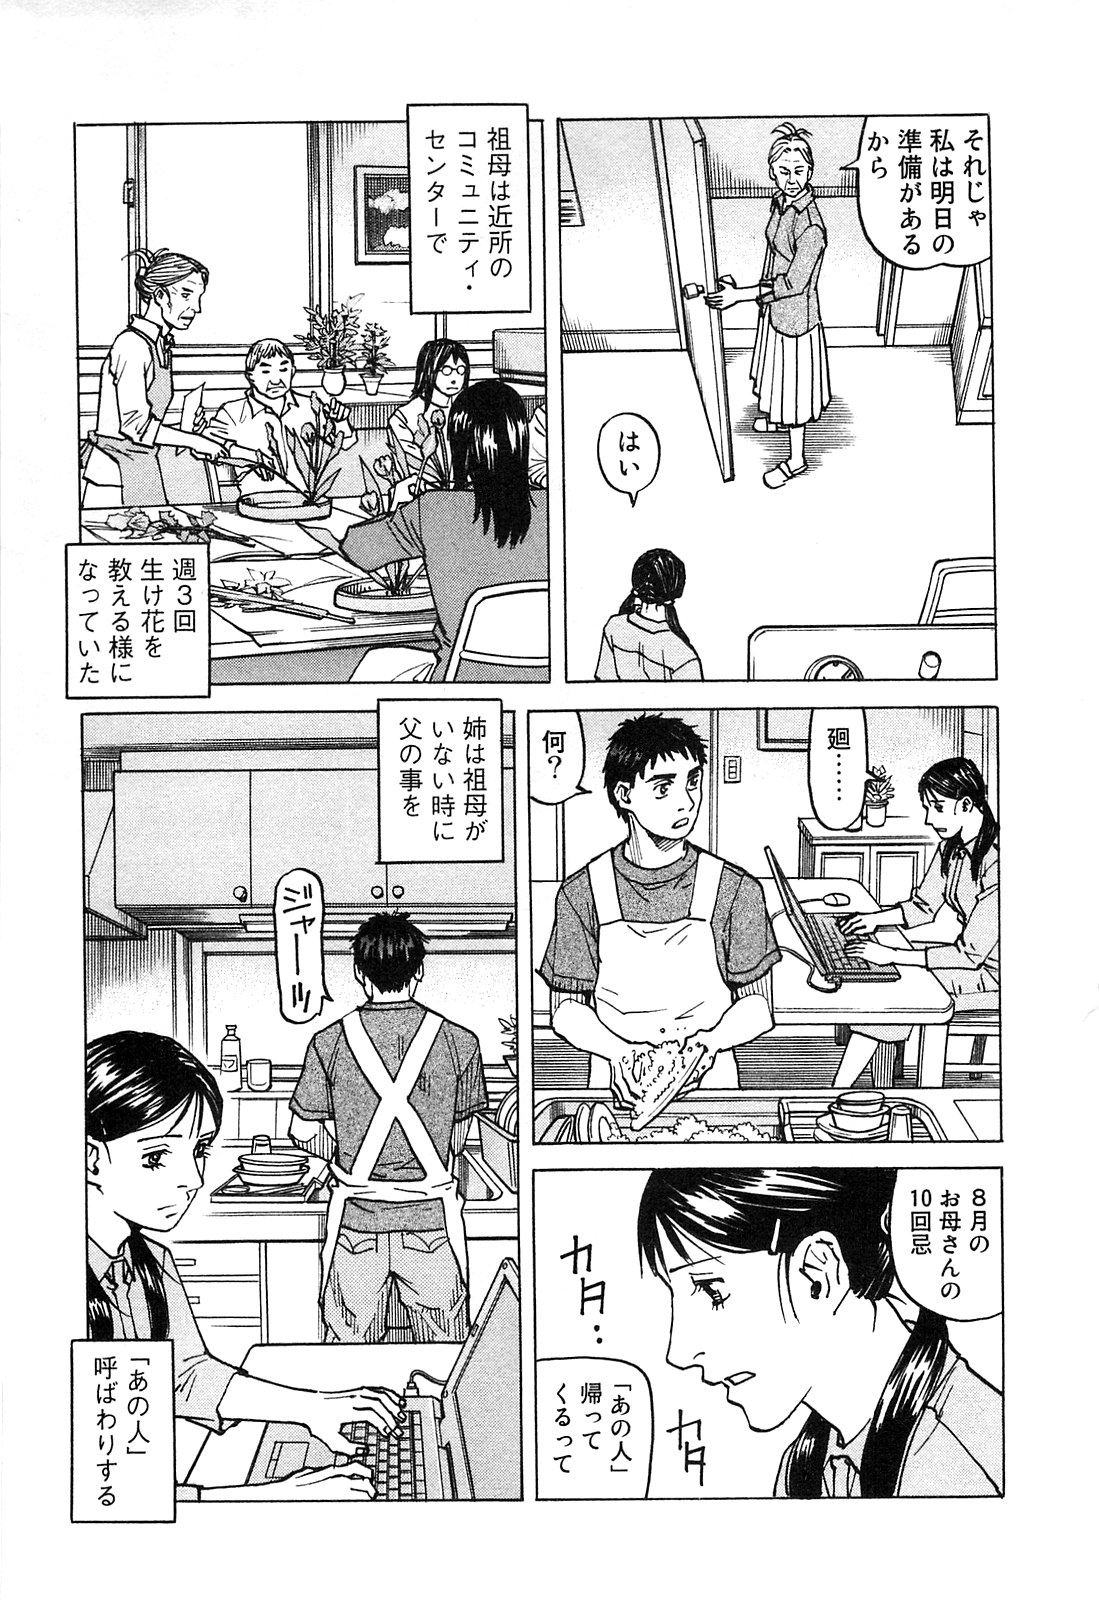 それじゃ
私は明日の
準備がある
から
はい
祖母は近所の
コミュニティ・
センターで
週3回
生け花を
教える様に
なっていた
廻……
何?
8月の
お母さんの
10回忌
カタ‥
カタ
「あの人」
帰って
くるって
姉は祖母が
いない時に
父の事を
ジャーッ
「あの人」
呼ばわりする